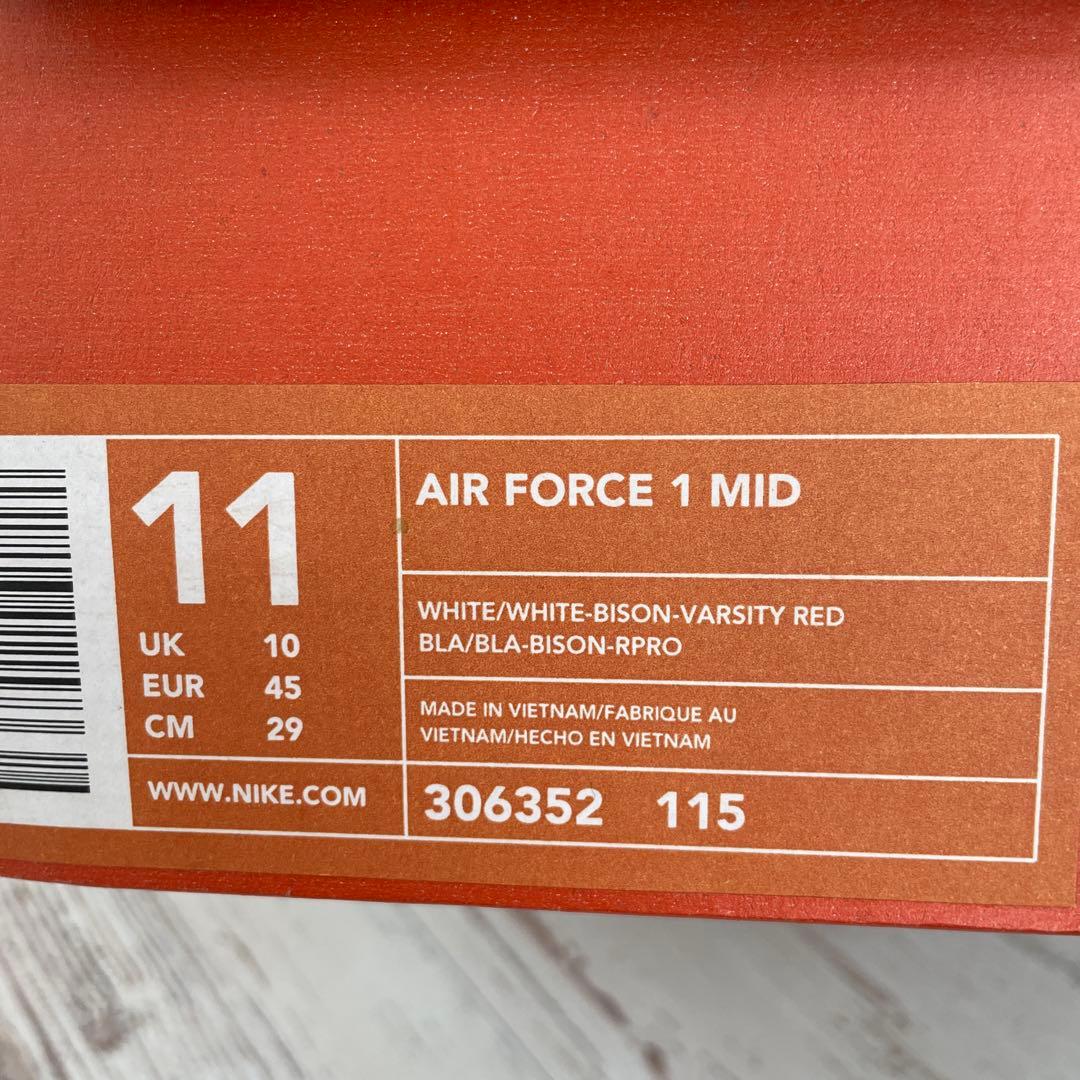 11
UK 10
EUR 45
CM 29
WWW.NIKE.COM
AIR FORCE 1 MID
WHITE/WHITE-BISON-VARSITY RED
BLA/BLA-BISON-RPRO
MADE IN VIETNAM/FABRIQUE AU
VIETNAM/HECHO EN VIETNAM
306352 115